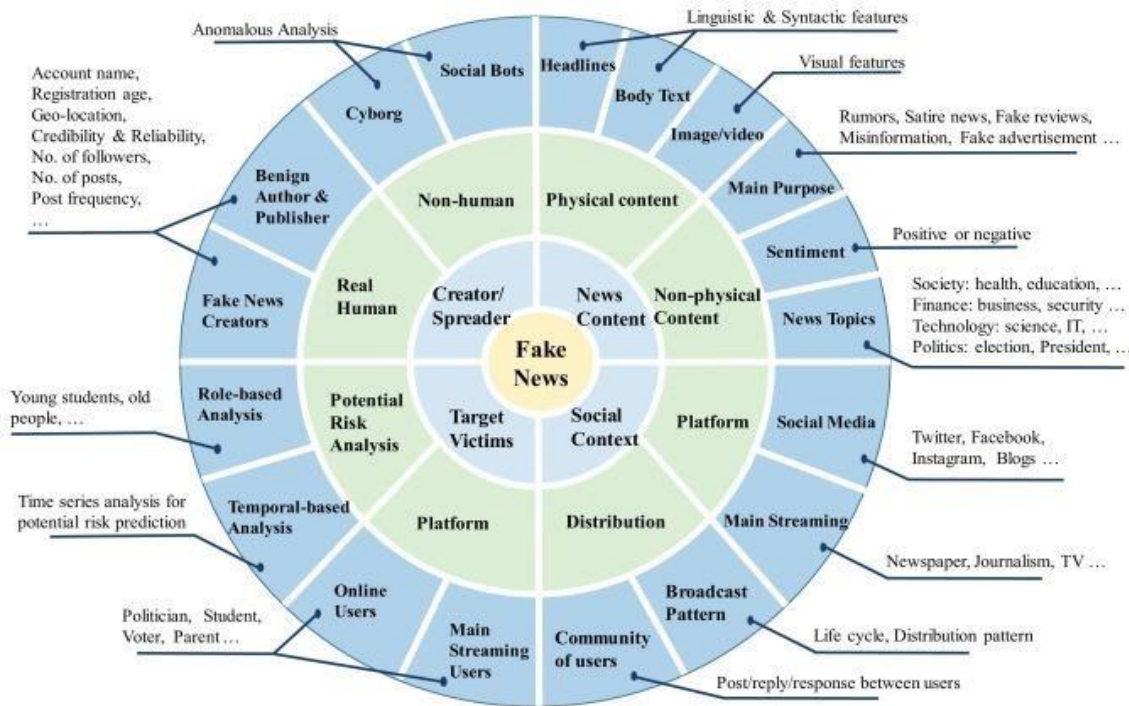 Anomalous Analysis
Linguistic & Syntactic features
Visual features
Account name,
Registration age,
Geo-location,
Credibility & Reliability,
No. of followers,
No. of posts,
Post frequency,
…
Rumors, Satire news, Fake reviews,
Misinformation, Fake advertisement …
Positive or negative
Society: health, education, …
Finance: business, security …
Technology: science, IT, …
Politics: election, President, …
Young students, old
people, …
Twitter, Facebook,
Instagram, Blogs …
Time series analysis for
potential risk prediction
Newspaper, Journalism, TV …
Politician, Student,
Voter, Parent …
Life cycle, Distribution pattern
Post/reply/response between users
Social Bots
Headlines
Body Text
Cyborg
Image/video
Benign
Author &
Publisher
Main Purpose
Sentiment
Fake News
Creators
News Topics
Role-based
Analysis
Social Media
Temporal-based
Analysis
Main Streaming
Online
Users
Broadcast
Pattern
Main
Streaming
Users
Community
of users
Non-human
Physical content
Real
Human
Non-physical
Content
Potential
Risk
Analysis
Platform
Platform
Distribution
Creator/
Spreader
News
Content
Target
Victims
Social
Context
Fake
News